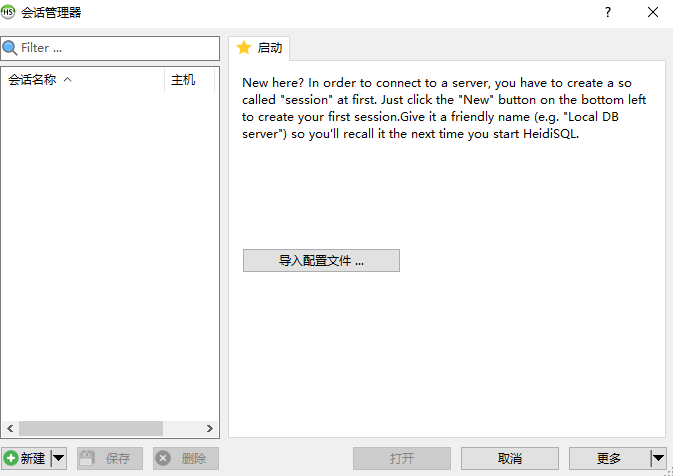 HS 会话管理器 ?
Filter ...
启动
会话名称 主机
New here? In order to connect to a server, you have to create a so
called "session" at first. Just click the "New" button on the bottom left
to create your first session.Give it a friendly name (e.g. "Local DB
server") so you'll recall it the next time you start HeidiSQL.
导入配置文件 ...
新建 保存 删除 打开 取消 更多